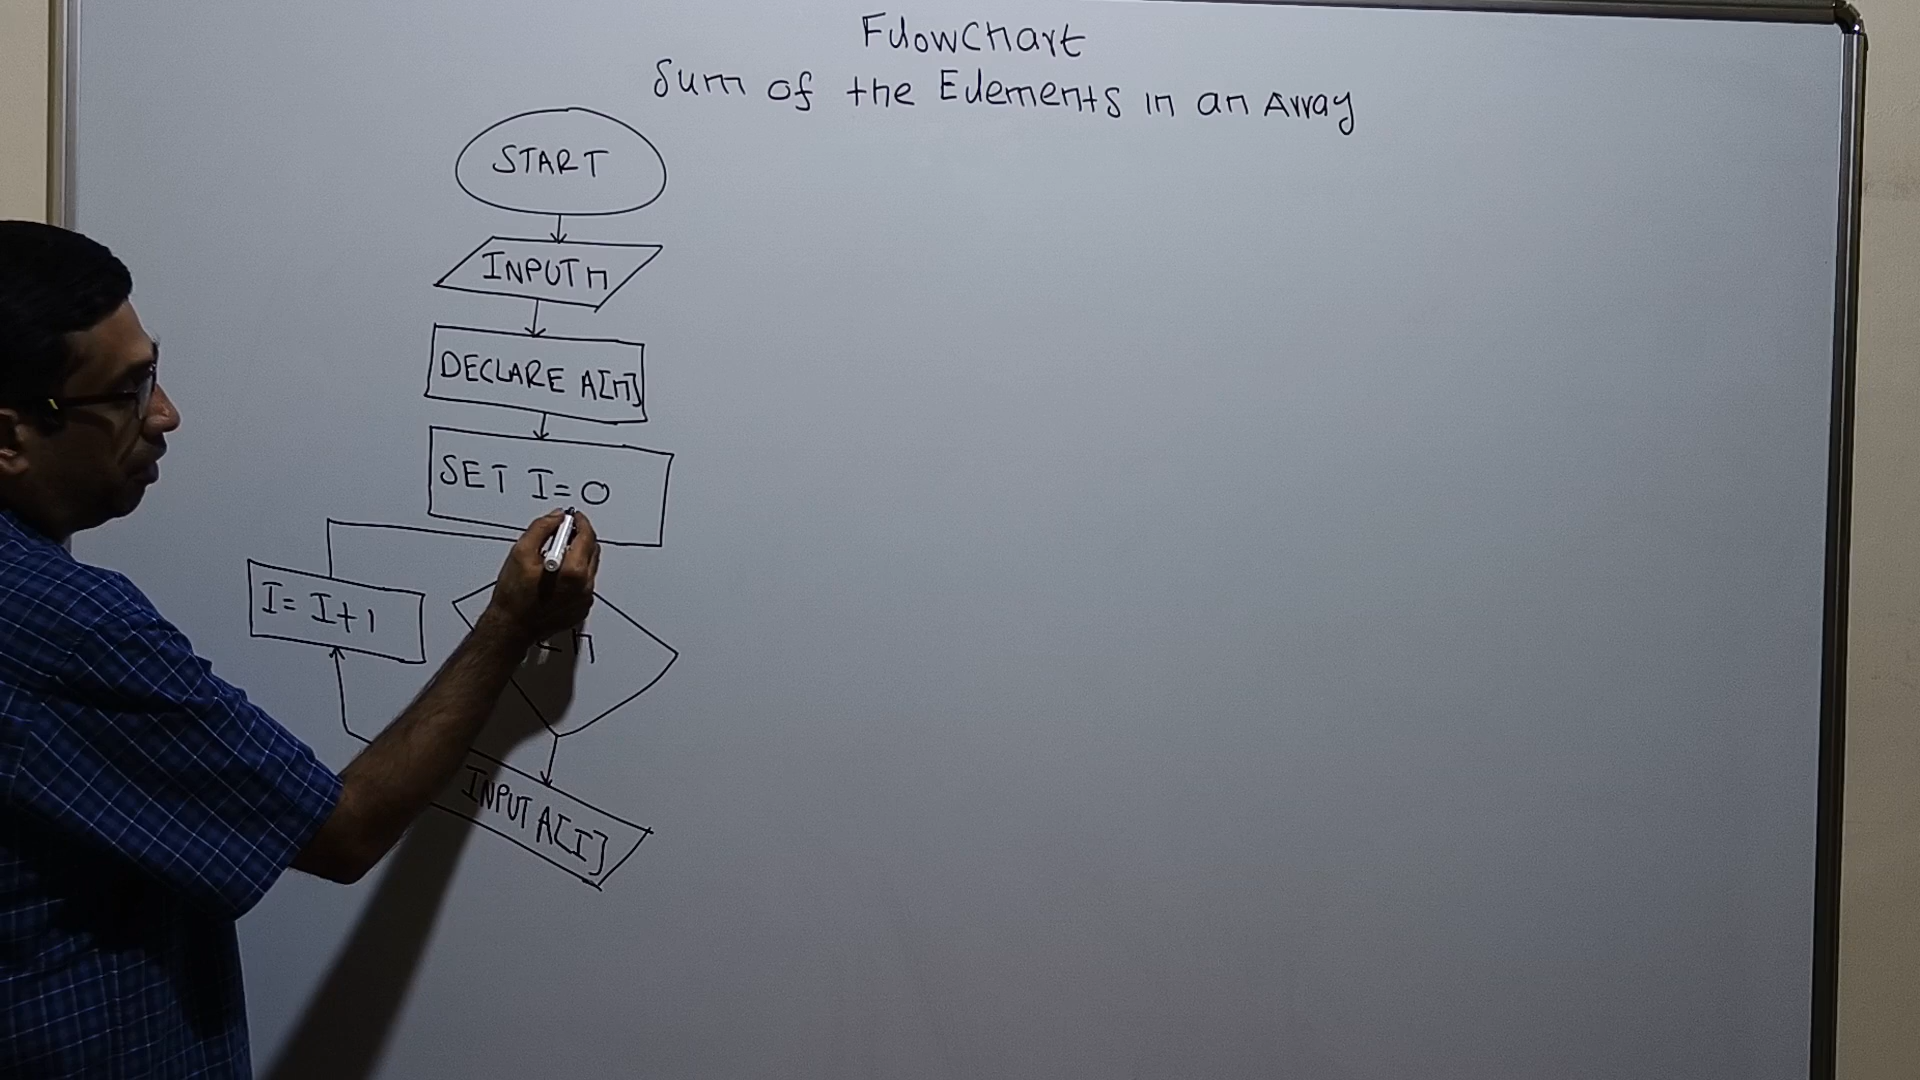 FlowChart
Sum of the Elements in an Array
START
INPUT n
DECLARE A[n]
SET I=0
I= I+1
< n
INPUT A[I]